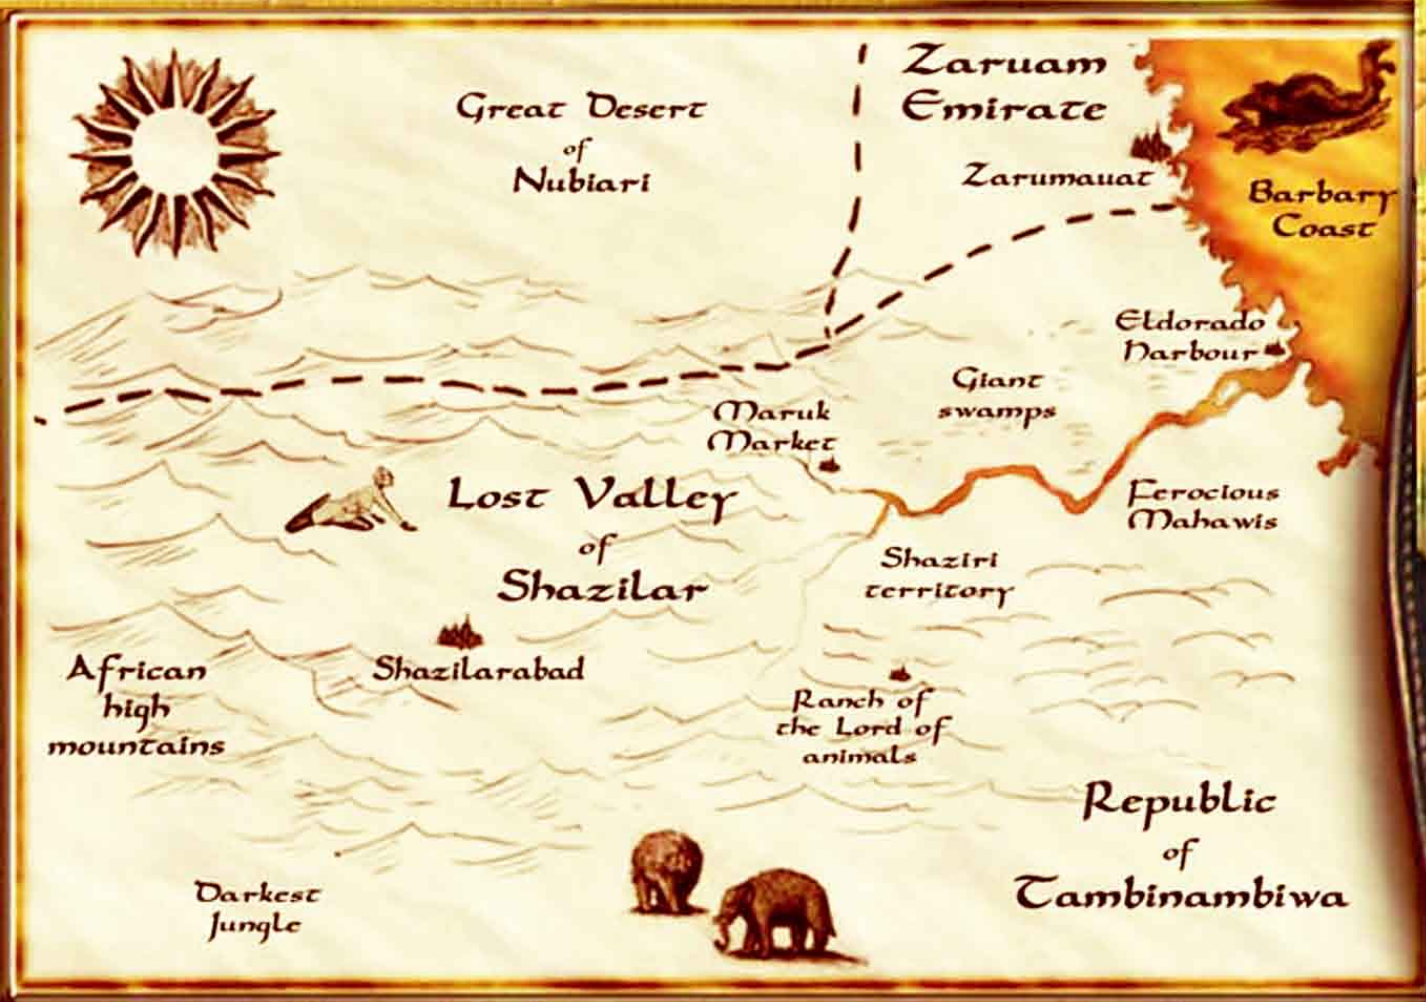 Great Desert
of
Nubiari
Zaruam
Emirate
Zarumauat
Barbary
Coast
Eldorado
Harbour
Giant
swamps
Maruk
Market
Lost Valley
of
Shazilar
Ferocious
Mahawis
Shaziri
territory
Shazilarabad
African
high
mountains
Ranch of
the Lord of
animals
Republic
of
Tambinambiwa
Darkest
Jungle